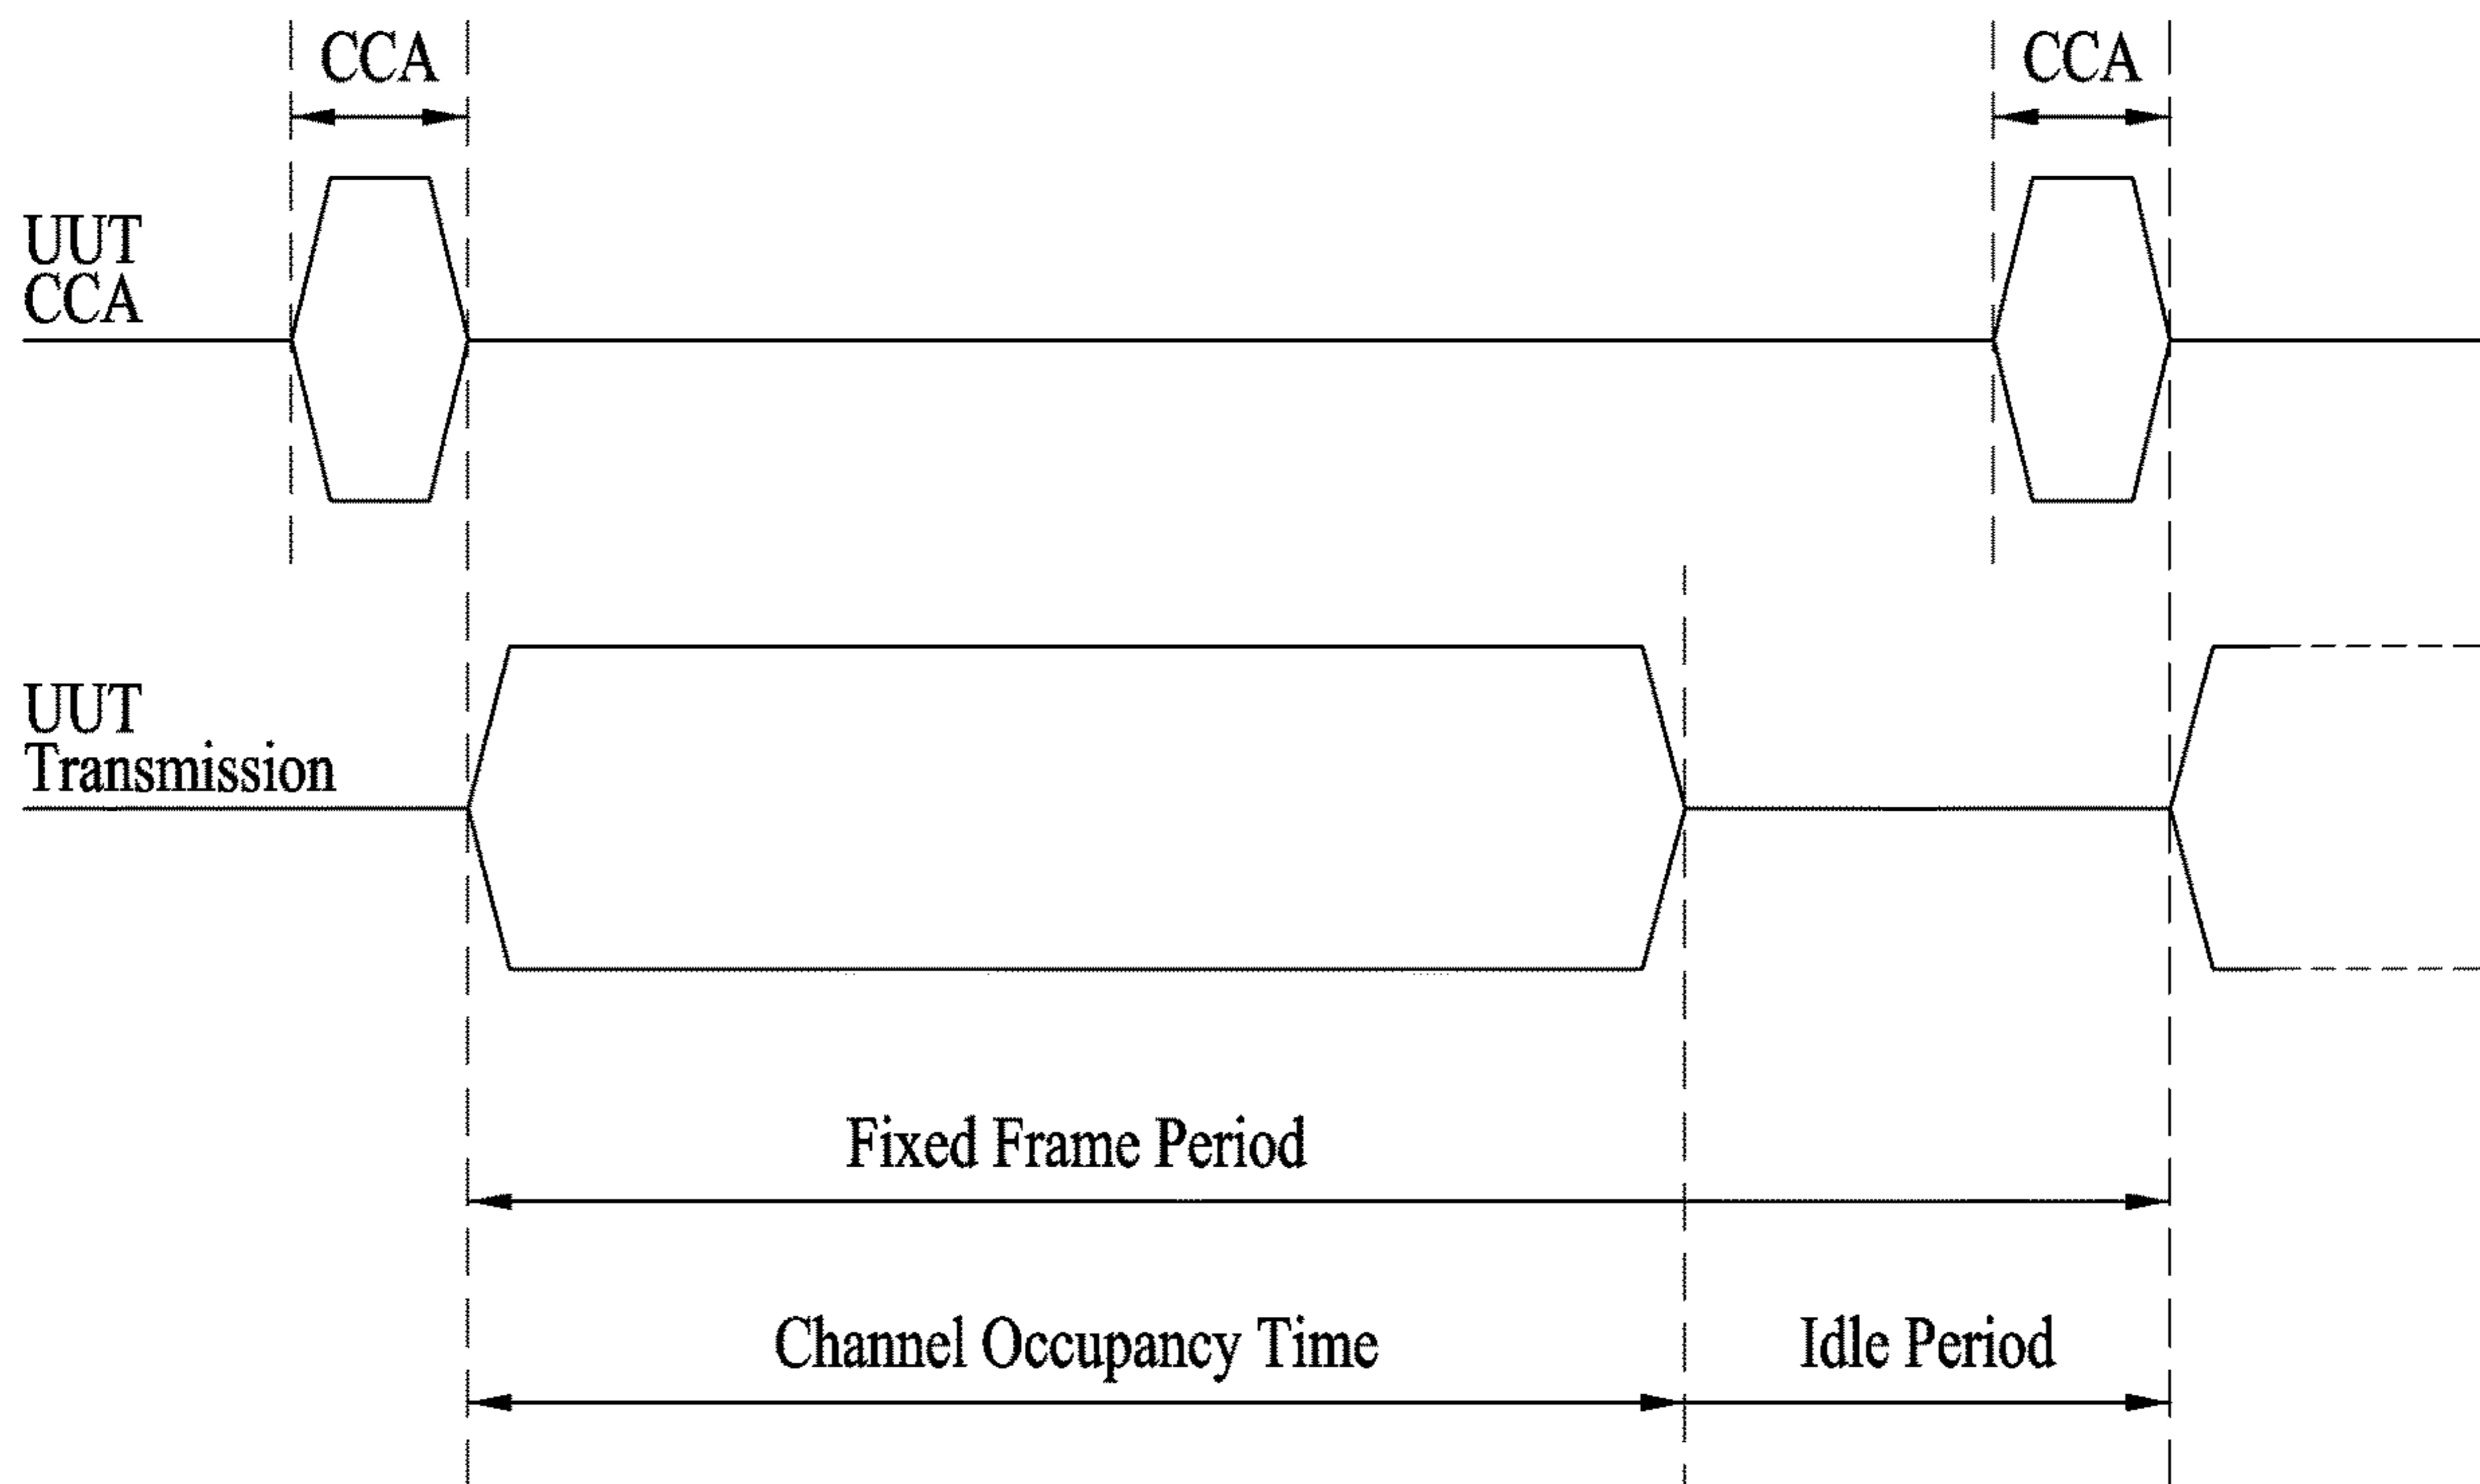 CCA
CCA
UUT
CCA
UUT
Transmission
Fixed Frame Period
Channel Occupancy Time
Idle Period